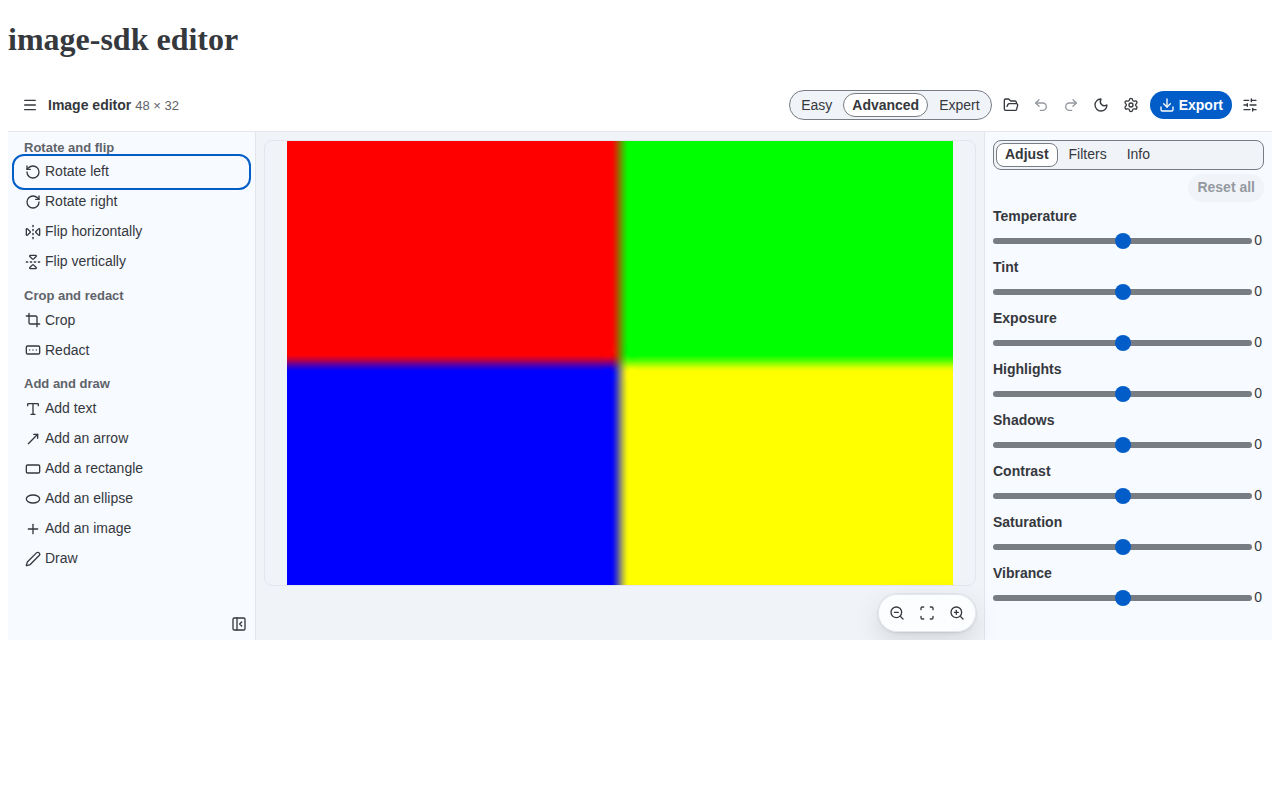 image-sdk editor
Image editor 48 × 32
Easy Advanced Expert
Export
Rotate and flip
Rotate left
Rotate right
Flip horizontally
Flip vertically
Crop and redact
Crop
Redact
Add and draw
Add text
Add an arrow
Add a rectangle
Add an ellipse
Add an image
Draw
Adjust Filters Info
Reset all
Temperature
0
Tint
0
Exposure
0
Highlights
0
Shadows
0
Contrast
0
Saturation
0
Vibrance
0